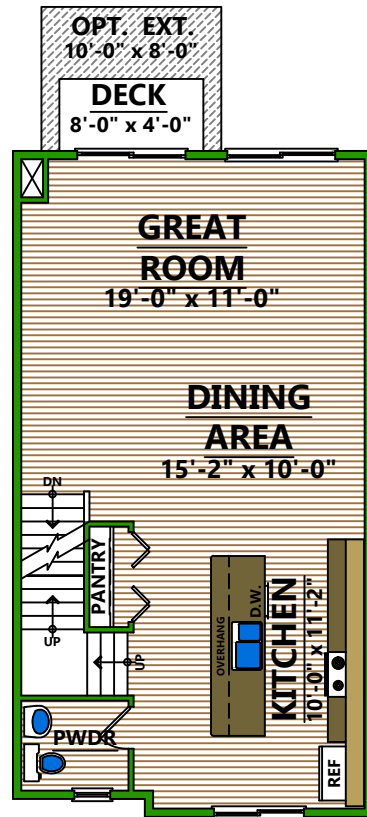 OPT. EXT.
10'-0" x 8'-0"
DECK
8'-0" x 4'-0"
GREAT
ROOM
19'-0" x 11'-0"
DINING
AREA
15'-2" x 10'-0"
DN
PANTRY
UP
UP
OVERHANG
D.W.
KITCHEN
10'-0" x 11'-2"
PWDR
REF